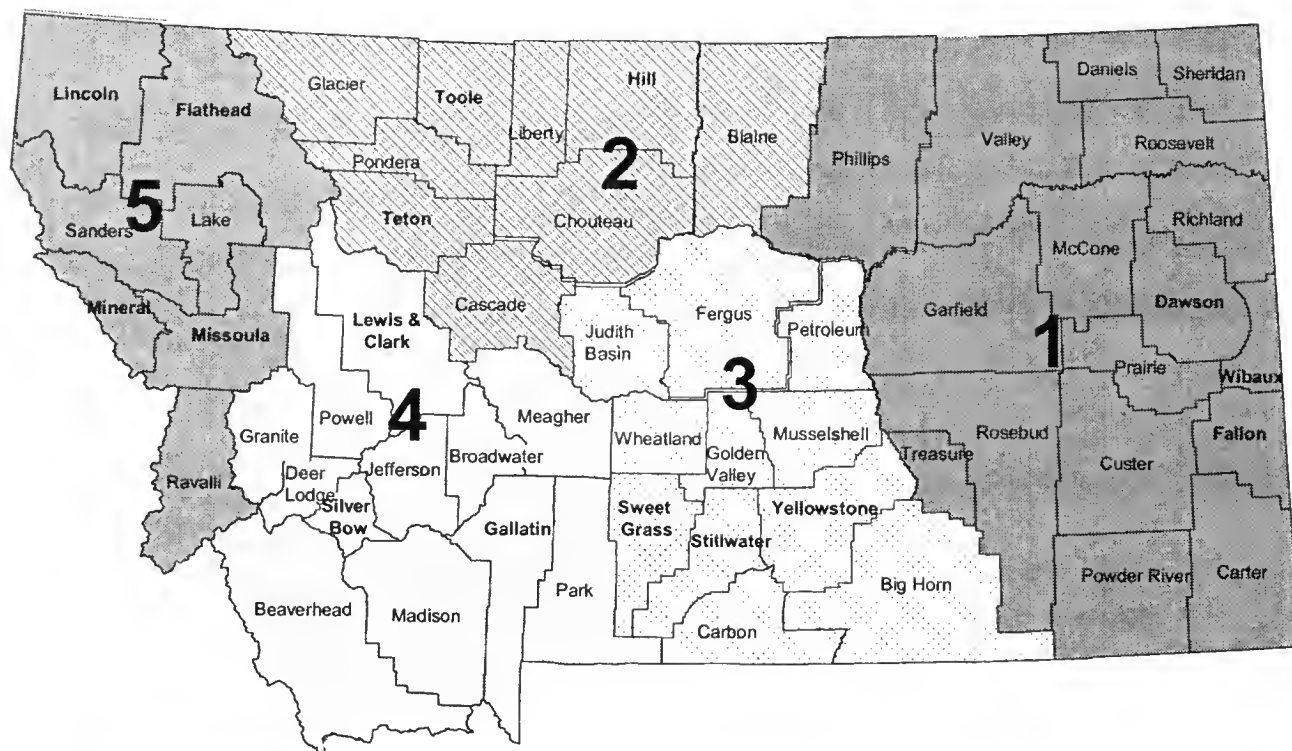 Lincoln
Flathead
Glacier
Toole
Liberty
Hill
Blaine
Phillips
Valley
Daniels
Sheridan
Roosevelt
Pondera
2
Teton
Chouteau
5
Lake
Sanders
Richland
McCone
Mineral
Missoula
Lewis &
Clark
Cascade
Judith
Basin
Fergus
Petroleum
Garfield
1
Dawson
Prairie
Wibaux
3
4
Powell
Granite
Meagher
Wheatland
Golden
Valley
Musselshell
Treasure
Rosebud
Custer
Fallon
Ravalli
Deer
Lodge
Jefferson
Broadwater
Silver
Bow
Gallatin
Sweet
Grass
Stillwater
Yellowstone
Big Horn
Powder River
Carter
Beaverhead
Madison
Park
Carbon